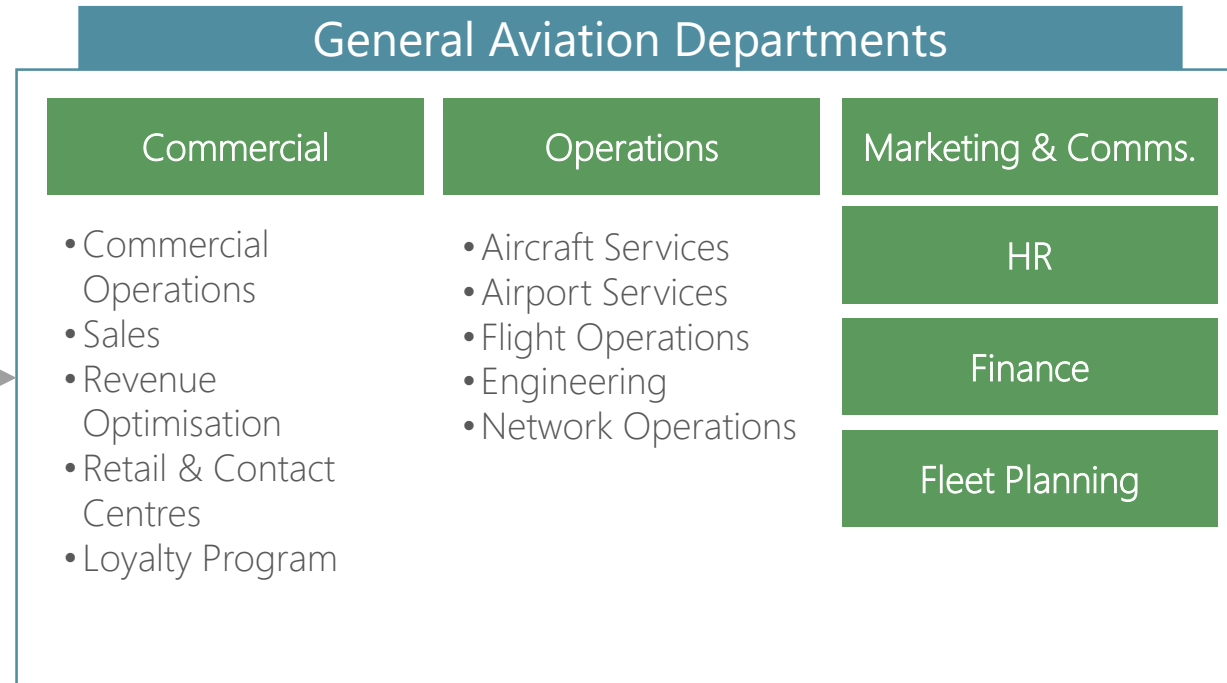 General Aviation Departments
Commercial
•Commercial
Operations
•Sales
•Revenue
Optimisation
•Retail & Contact
Centres
•Loyalty Program
Operations
•Aircraft Services
•Airport Services
•Flight Operations
•Engineering
•Network Operations
Marketing & Comms.
HR
Finance
Fleet Planning